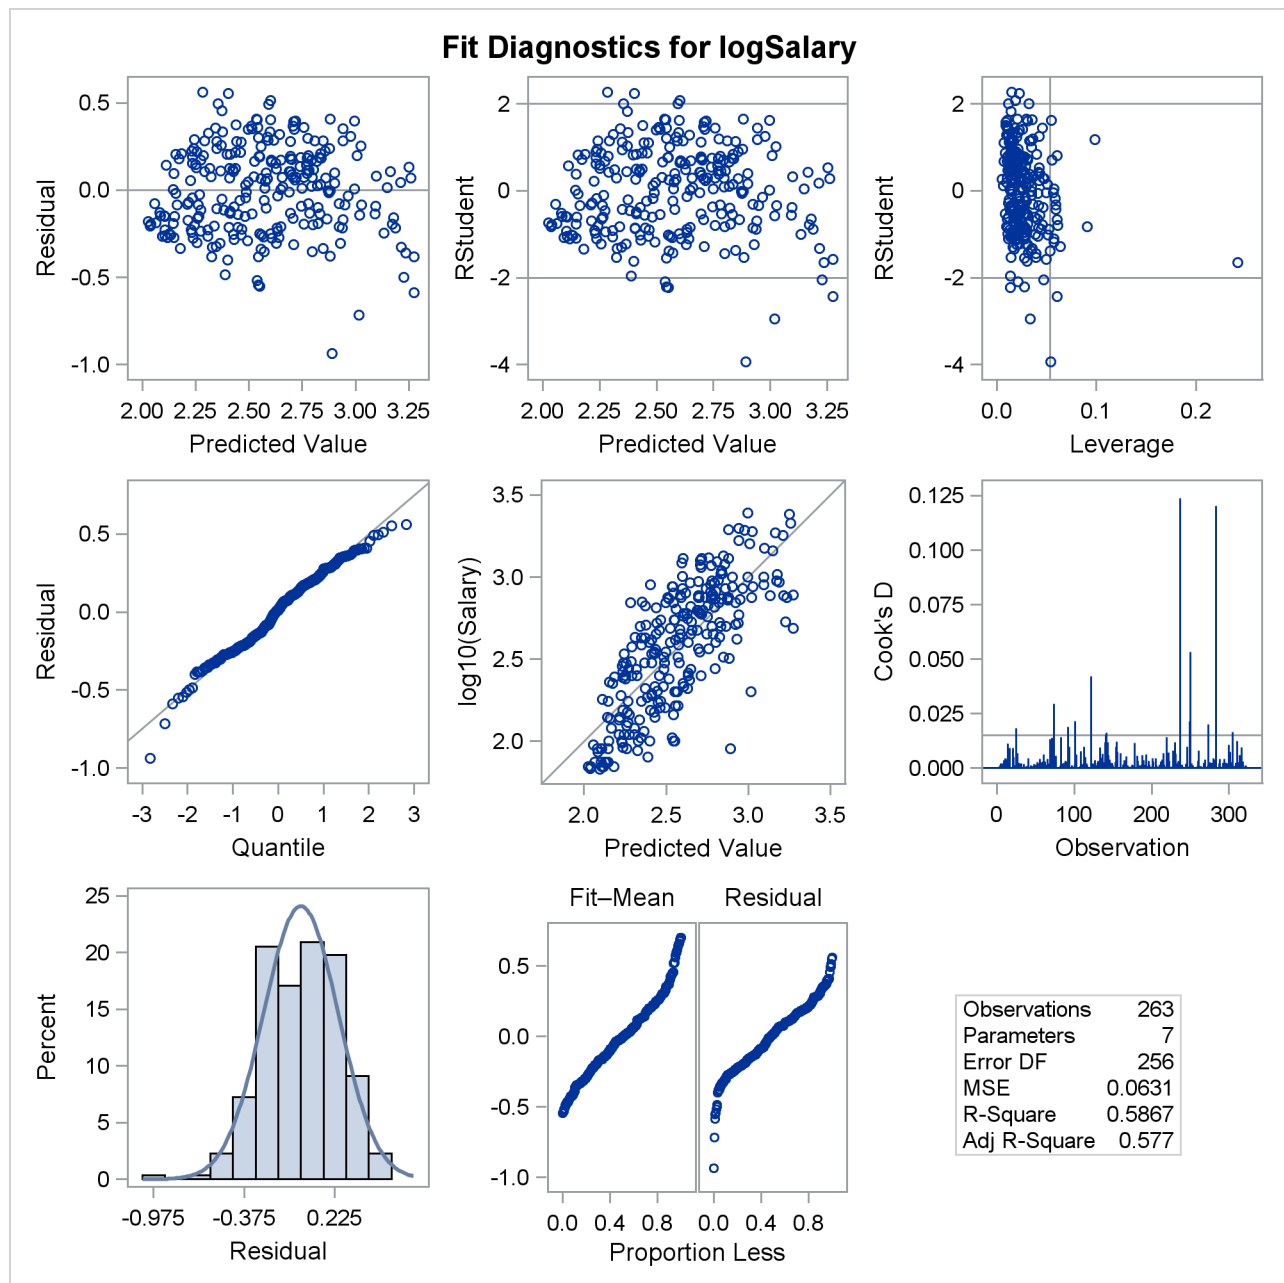 Fit Diagnostics for logSalary
0.5
0.0
-0.5
-1.0
Residual
2.00 2.25 2.50 2.75 3.00 3.25
Predicted Value
2
0
-2
-4
RStudent
2.00 2.25 2.50 2.75 3.00 3.25
Predicted Value
2
0
-2
-4
RStudent
0.0 0.1 0.2
Leverage
0.5
0.0
-0.5
-1.0
Residual
-3 -2 -1 0 1 2 3
Quantile
3.5
3.0
2.5
2.0
log10(Salary)
2.0 2.5 3.0 3.5
Predicted Value
0.125
0.100
0.075
0.050
0.025
0.000
Cook's D
0 100 200 300
Observation
25
20
15
10
5
0
Percent
-0.975 -0.375 0.225
Residual
Fit–Mean Residual
0.5
0.0
-0.5
-1.0
0.0 0.4 0.8 0.0 0.4 0.8
Proportion Less
Observations 263
Parameters 7
Error DF 256
MSE 0.0631
R-Square 0.5867
Adj R-Square 0.577